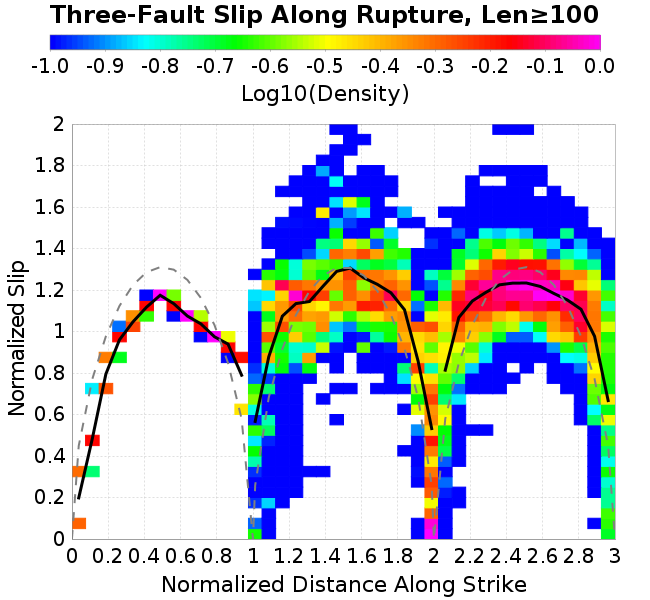 Three-Fault Slip Along Rupture, Len≥100
-1.0 -0.9 -0.8 -0.7 -0.6 -0.5 -0.4 -0.3 -0.2 -0.1 0.0
Log10(Density)
2
1.8
1.6
1.4
1.2
1
0.8
0.6
0.4
0.2
0
Normalized Slip
0 0.2 0.4 0.6 0.8 1 1.2 1.4 1.6 1.8 2 2.2 2.4 2.6 2.8 3
Normalized Distance Along Strike